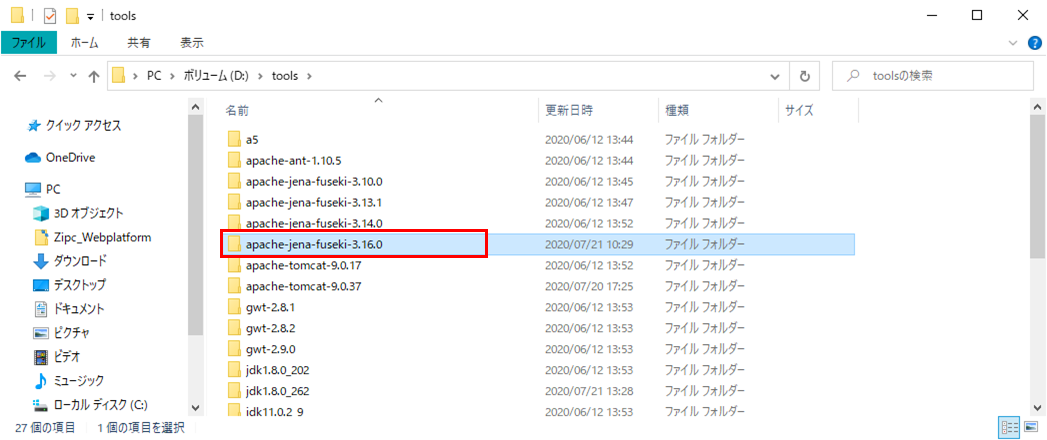 tools
ファイル ホーム 共有 表示
PC ボリューム (D:) tools toolsの検索
名前 更新日時 種類 サイズ
クイック アクセス
OneDrive
PC
3D オブジェクト
Zipc_Webplatform
ダウンロード
デスクトップ
ドキュメント
ピクチャ
ビデオ
ミュージック
ローカル ディスク (C:)
a5 2020/06/12 13:44 ファイル フォルダー
apache-ant-1.10.5 2020/06/12 13:44 ファイル フォルダー
apache-jena-fuseki-3.10.0 2020/06/12 13:45 ファイル フォルダー
apache-jena-fuseki-3.13.1 2020/06/12 13:47 ファイル フォルダー
apache-jena-fuseki-3.14.0 2020/06/12 13:52 ファイル フォルダー
apache-jena-fuseki-3.16.0 2020/07/21 10:29 ファイル フォルダー
apache-tomcat-9.0.17 2020/06/12 13:52 ファイル フォルダー
apache-tomcat-9.0.37 2020/07/20 17:25 ファイル フォルダー
gwt-2.8.1 2020/06/12 13:53 ファイル フォルダー
gwt-2.8.2 2020/06/12 13:53 ファイル フォルダー
gwt-2.9.0 2020/06/12 13:53 ファイル フォルダー
jdk1.8.0_202 2020/06/12 13:53 ファイル フォルダー
jdk1.8.0_262 2020/07/21 13:28 ファイル フォルダー
jdk11.0.2_9 2020/06/12 13:53 ファイル フォルダー
27 個の項目 1 個の項目を選択